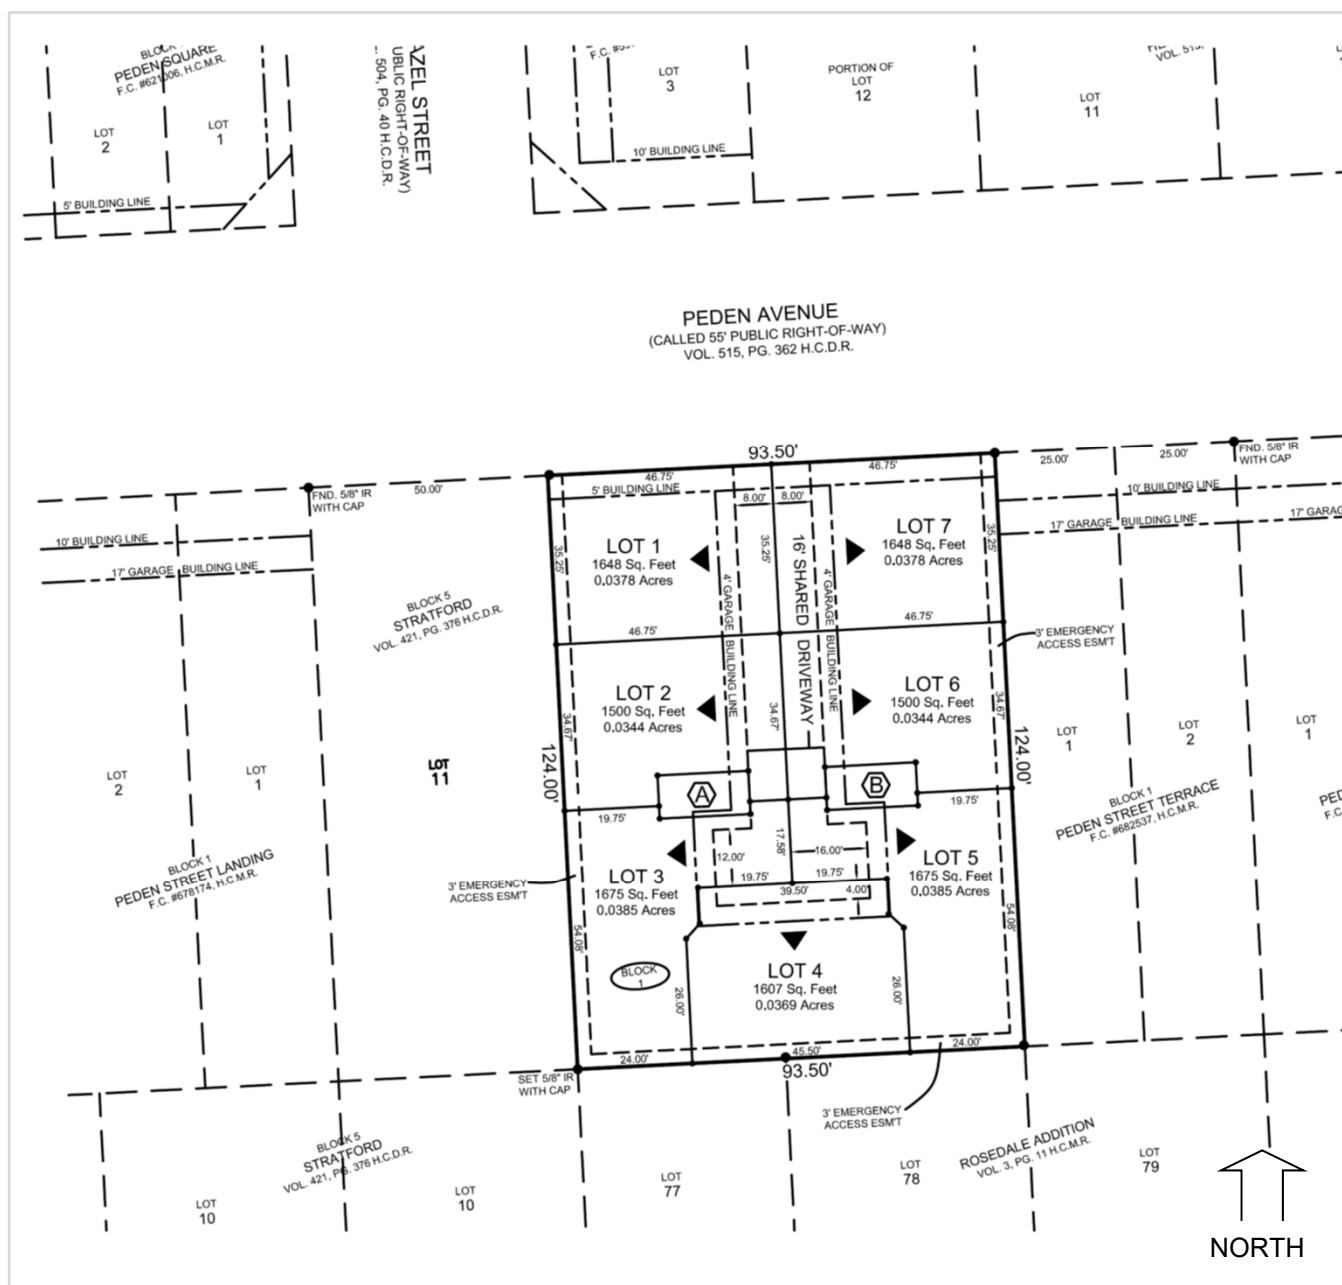 PEDEN SQUARE
F.C. #621006, H.C.M.R.
LOT
2
LOT
1
5' BUILDING LINE
AZEL STREET
UBLIC RIGHT-OF-WAY)
504, PG. 40 H.C.D.R.
LOT
3
10' BUILDING LINE
PORTION OF
LOT
12
LOT
11
PEDEN AVENUE
(CALLED 55' PUBLIC RIGHT-OF-WAY)
VOL. 515, PG. 362 H.C.D.R.
FND. 5/8" IR
WITH CAP
50.00'
93.50'
46.75'
46.75'
25.00'
25.00'
FND. 5/8" IR
WITH CAP
5' BUILDING LINE
8.00'
8.00'
10' BUILDING LINE
17' GARAGE BUILDING LINE
10' BUILDING LINE
17' GARAGE BUILDING LINE
17' GARAG
BLOCK 5
STRATFORD
VOL. 421, PG. 376 H.C.D.R.
35.25'
LOT 1
1648 Sq. Feet
0.0378 Acres
35.25'
16' SHARED DRIVEWAY
4' GARAGE BUILDING LINE
4' GARAGE BUILDING LINE
LOT 7
1648 Sq. Feet
0.0378 Acres
35.25'
46.75'
46.75'
3' EMERGENCY
ACCESS ESM'T
LOT 2
1500 Sq. Feet
0.0344 Acres
34.67'
34.67'
LOT 6
1500 Sq. Feet
0.0344 Acres
34.67'
124.00'
124.00'
LOT
2
LOT
1
LOT
11
LOT
1
LOT
2
LOT
1
A
B
19.75'
19.75'
BLOCK 1
PEDEN STREET LANDING
F.C. #678174, H.C.M.R.
BLOCK 1
PEDEN STREET TERRACE
F.C. #682537, H.C.M.R.
PED
F.C
3' EMERGENCY
ACCESS ESM'T
LOT 3
1675 Sq. Feet
0.0385 Acres
12.00'
17.58'
16.00'
19.75'
19.75'
39.50'
4.00'
LOT 5
1675 Sq. Feet
0.0385 Acres
54.08'
54.08'
BLOCK
1
26.00'
LOT 4
1607 Sq. Feet
0.0369 Acres
26.00'
24.00'
45.50'
24.00'
93.50'
SET 5/8" IR
WITH CAP
3' EMERGENCY
ACCESS ESM'T
BLOCK 5
STRATFORD
VOL. 421, PG. 376 H.C.D.R.
ROSEDALE ADDITION
VOL. 3, PG. 11 H.C.M.R.
LOT
10
LOT
10
LOT
77
LOT
78
LOT
79
NORTH